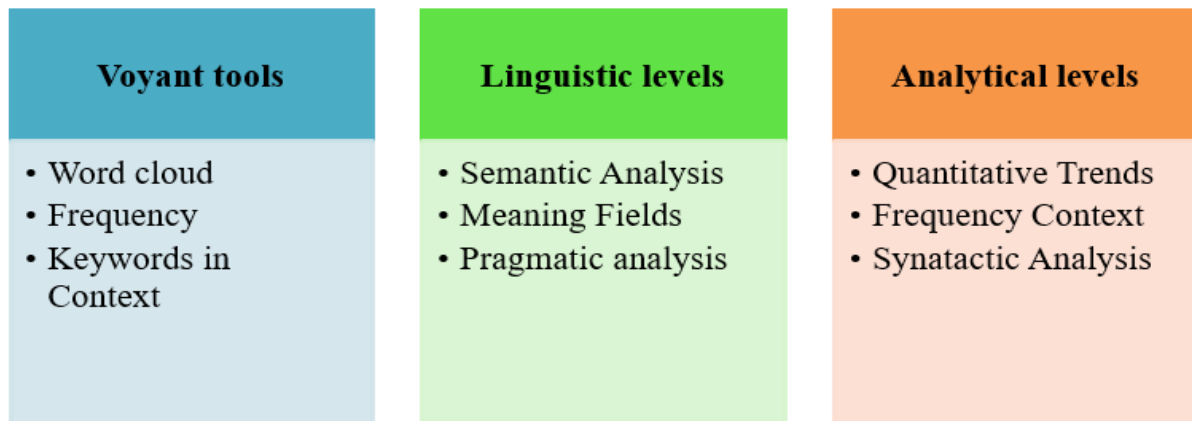 Voyant tools
• Word cloud
• Frequency
• Keywords in
Context
Linguistic levels
• Semantic Analysis
• Meaning Fields
• Pragmatic analysis
Analytical levels
• Quantitative Trends
• Frequency Context
• Synatactic Analysis